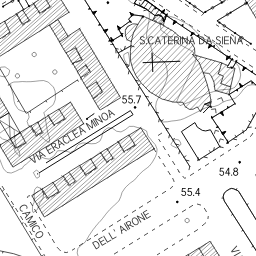 S.CATERINA DA SIENA
55.7
VIA ERACLEA MINOA
54.8
55.4
CAMICO
DELL' AIRONE